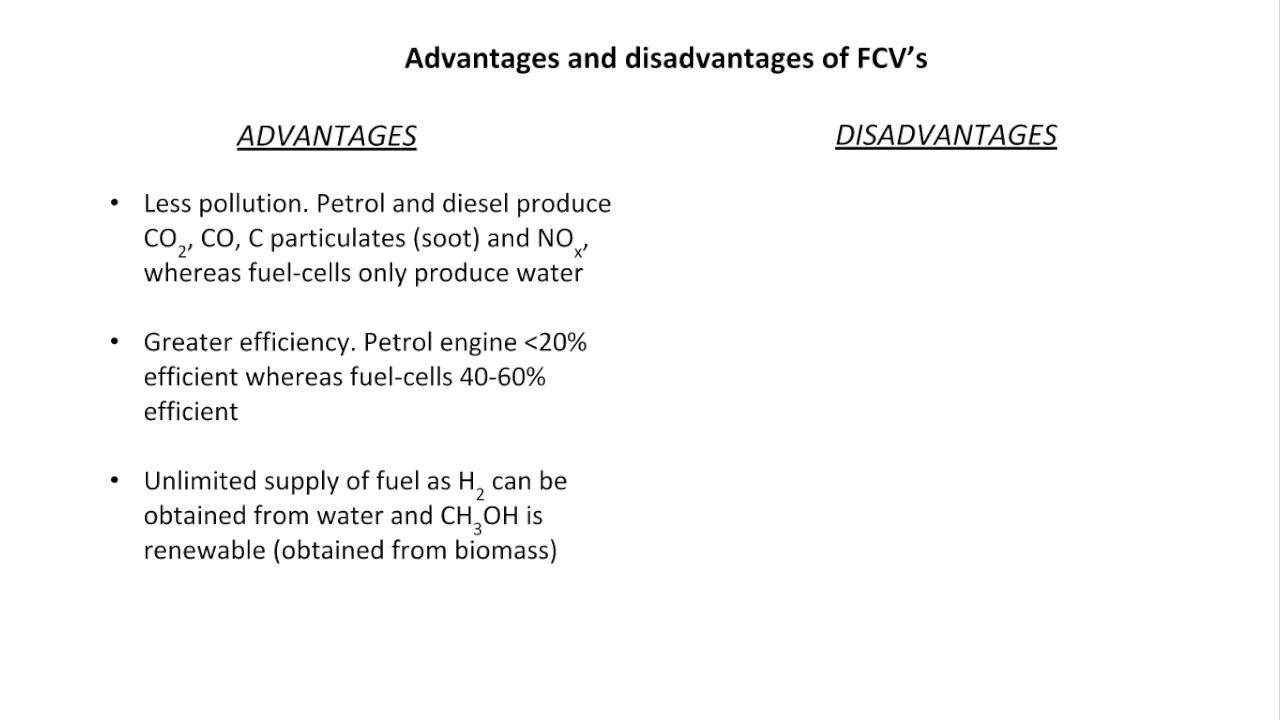 Advantages and disadvantages of FCV’s
ADVANTAGES
• Less pollution. Petrol and diesel produce
CO₂, CO, C particulates (soot) and NOₓ,
whereas fuel-cells only produce water
• Greater efficiency. Petrol engine <20%
efficient whereas fuel-cells 40-60%
efficient
• Unlimited supply of fuel as H₂ can be
obtained from water and CH₃OH is
renewable (obtained from biomass)
DISADVANTAGES